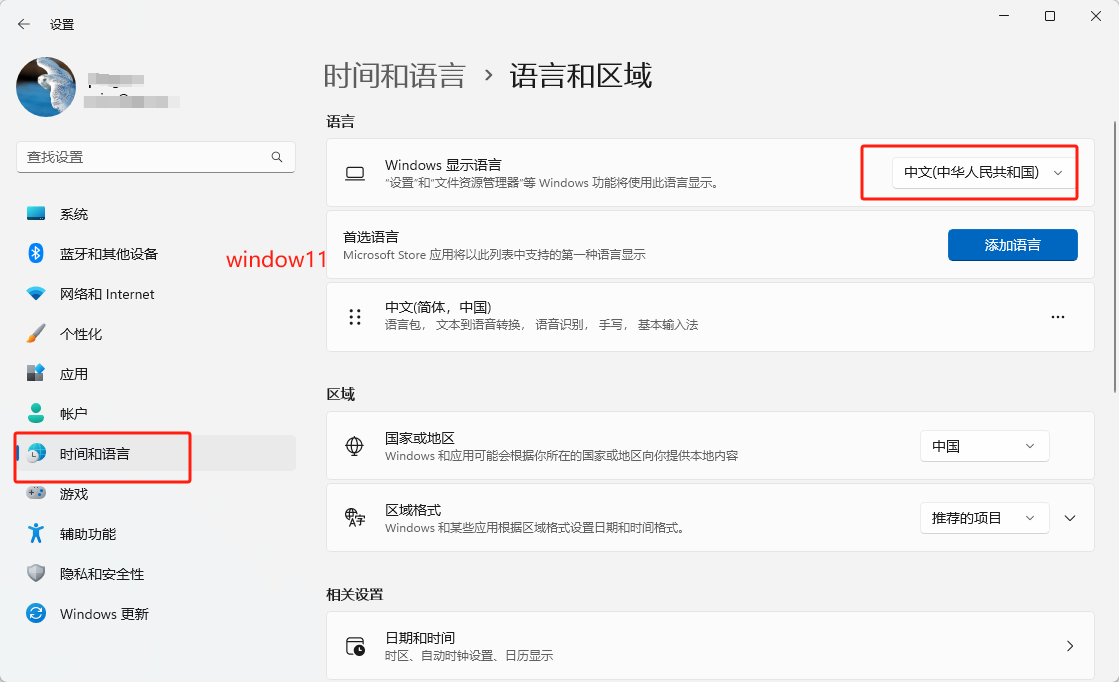 设置
查找设置
系统
蓝牙和其他设备
网络和 Internet
个性化
应用
帐户
时间和语言
游戏
辅助功能
隐私和安全性
Windows 更新
window11
时间和语言 › 语言和区域
语言
Windows 显示语言
“设置”和“文件资源管理器”等 Windows 功能将使用此语言显示。
中文(中华人民共和国)
首选语言
Microsoft Store 应用将以此列表中支持的第一种语言显示
添加语言
中文(简体，中国)
语言包， 文本到语音转换， 语音识别， 手写， 基本输入法
区域
国家或地区
Windows 和应用可能会根据你所在的国家或地区向你提供本地内容
中国
区域格式
Windows 和某些应用根据区域格式设置日期和时间格式。
推荐的项目
相关设置
日期和时间
时区、自动时钟设置、日历显示